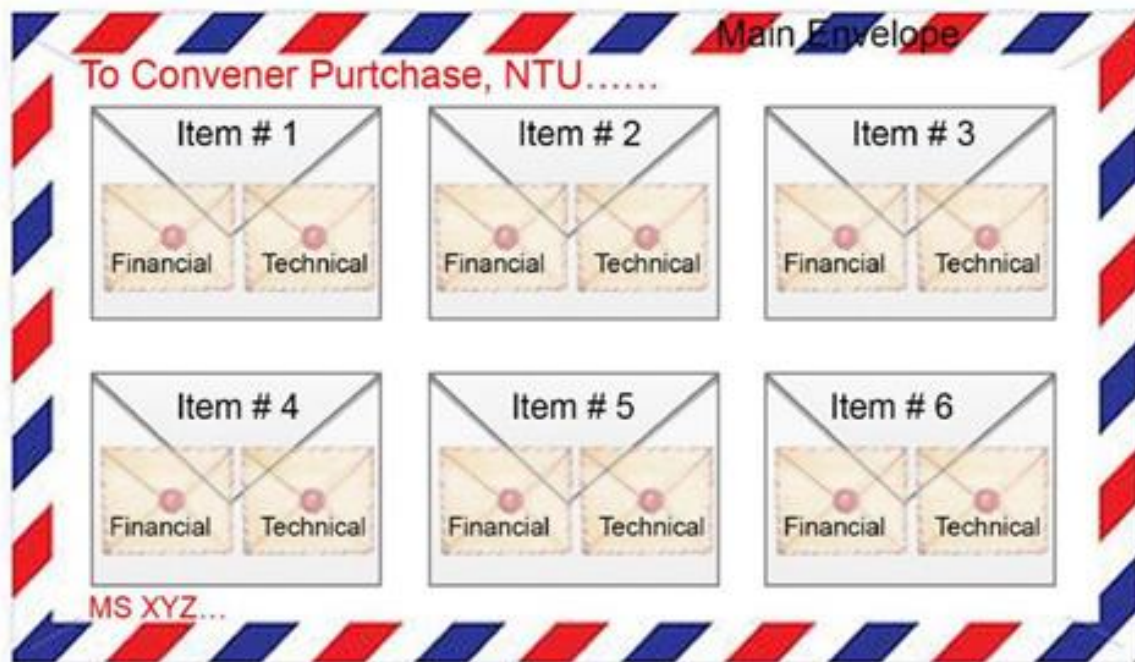 Main Envelope
To Convener Purtchase, NTU......
Item # 1 Item # 2 Item # 3
Financial Technical Financial Technical Financial Technical
Item # 4 Item # 5 Item # 6
Financial Technical Financial Technical Financial Technical
MS XYZ...